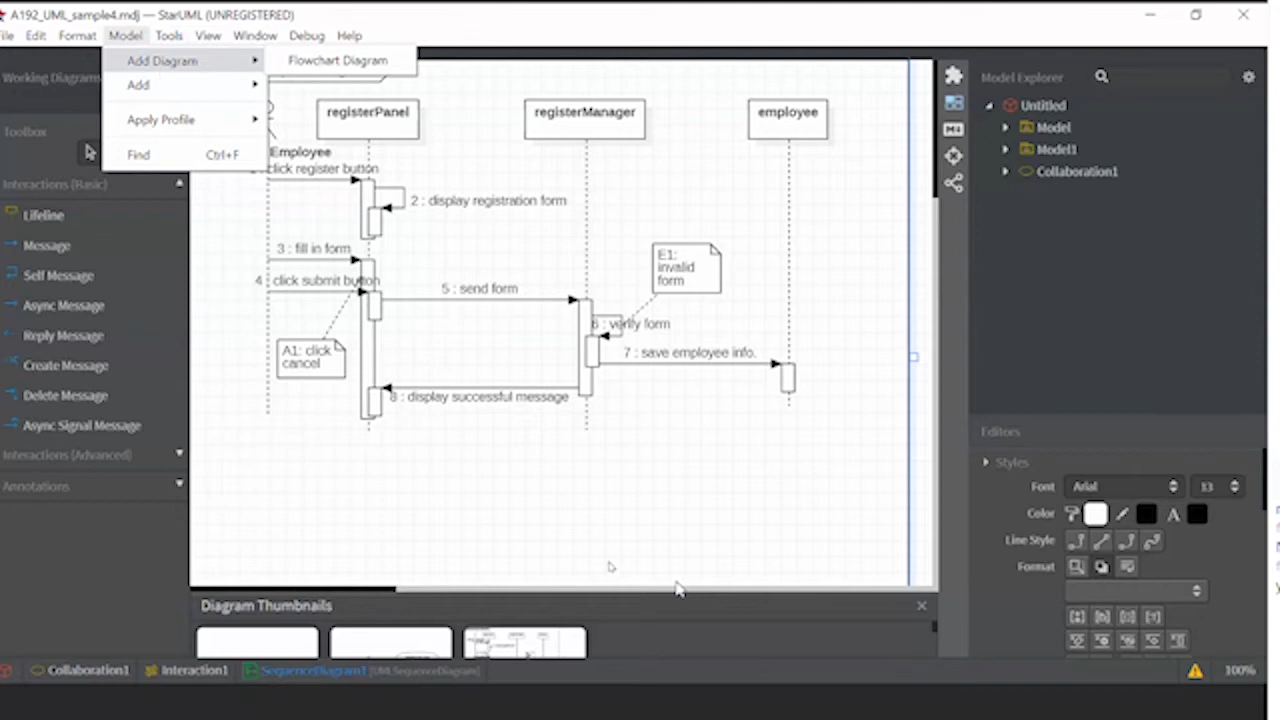 A192_UML_sample4.mdj — StarUML (UNREGISTERED)
File Edit Format Model Tools View Window Debug Help
Add Diagram
Flowchart Diagram
Add
Apply Profile
Find Ctrl+F
Working Diagrams
Toolbox
Interactions (Basic)
Lifeline
Message
Self Message
Async Message
Reply Message
Create Message
Delete Message
Async Signal Message
Interactions (Advanced)
Annotations
registerPanel
registerManager
employee
Employee
click register button
2 : display registration form
3 : fill in form
4 : click submit button
5 : send form
E1:
invalid
form
6 : verify form
7 : save employee info.
A1: click
cancel
8 : display successful message
Diagram Thumbnails
Collaboration1 Interaction1 SequenceDiagram1 [UMLSequenceDiagram]
Model Explorer
Untitled
Model
Model1
Collaboration1
Editors
Styles
Font Arial 13
Color
A
Line Style
Format
100%